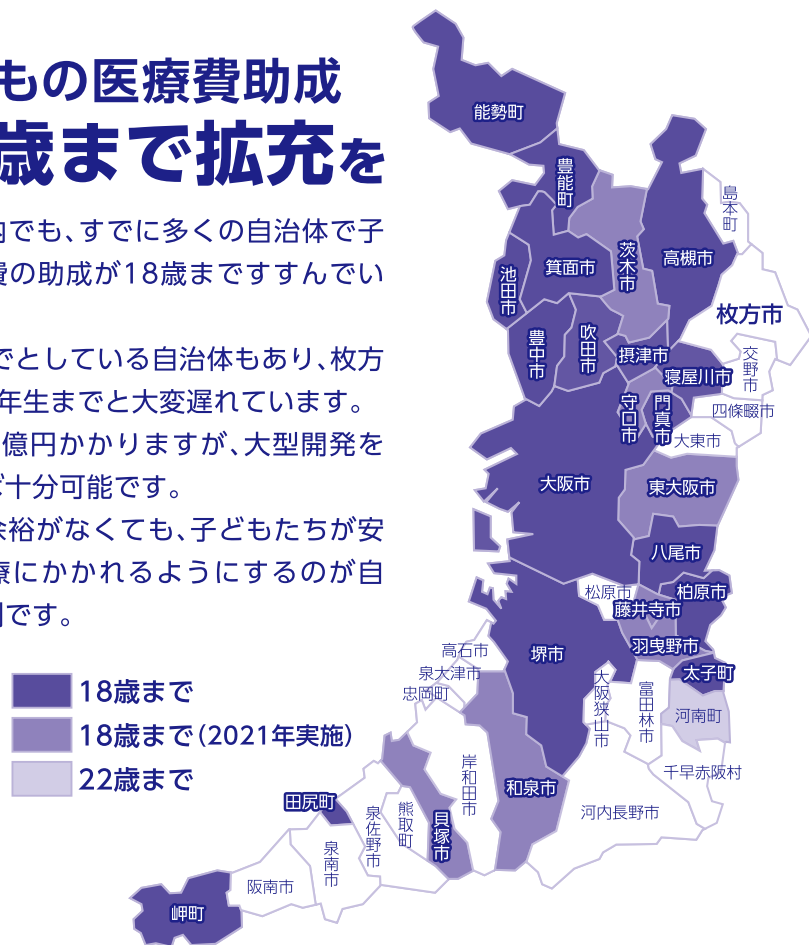 もの医療費助成
歳まで拡充を
内でも、すでに多くの自治体で子
費の助成が18歳まですすんでい
でとしている自治体もあり、枚方
年生までと大変遅れています。
億円かかりますが、大型開発を
ば十分可能です。
余裕がなくても、子どもたちが安
療にかかれるようにするのが自
です。
18歳まで
18歳まで(2021年実施)
22歳まで
能勢町
豊能町
島本町
茨木市
高槻市
箕面市
池田市
枚方市
豊中市
吹田市
摂津市
交野市
寝屋川市
守口市
門真市
四條畷市
大東市
大阪市
東大阪市
八尾市
松原市
柏原市
藤井寺市
羽曳野市
堺市
高石市
泉大津市
忠岡町
太子町
大阪狭山市
富田林市
河南町
千早赤阪村
岸和田市
和泉市
河内長野市
田尻町
泉佐野市
熊取町
貝塚市
泉南市
阪南市
岬町